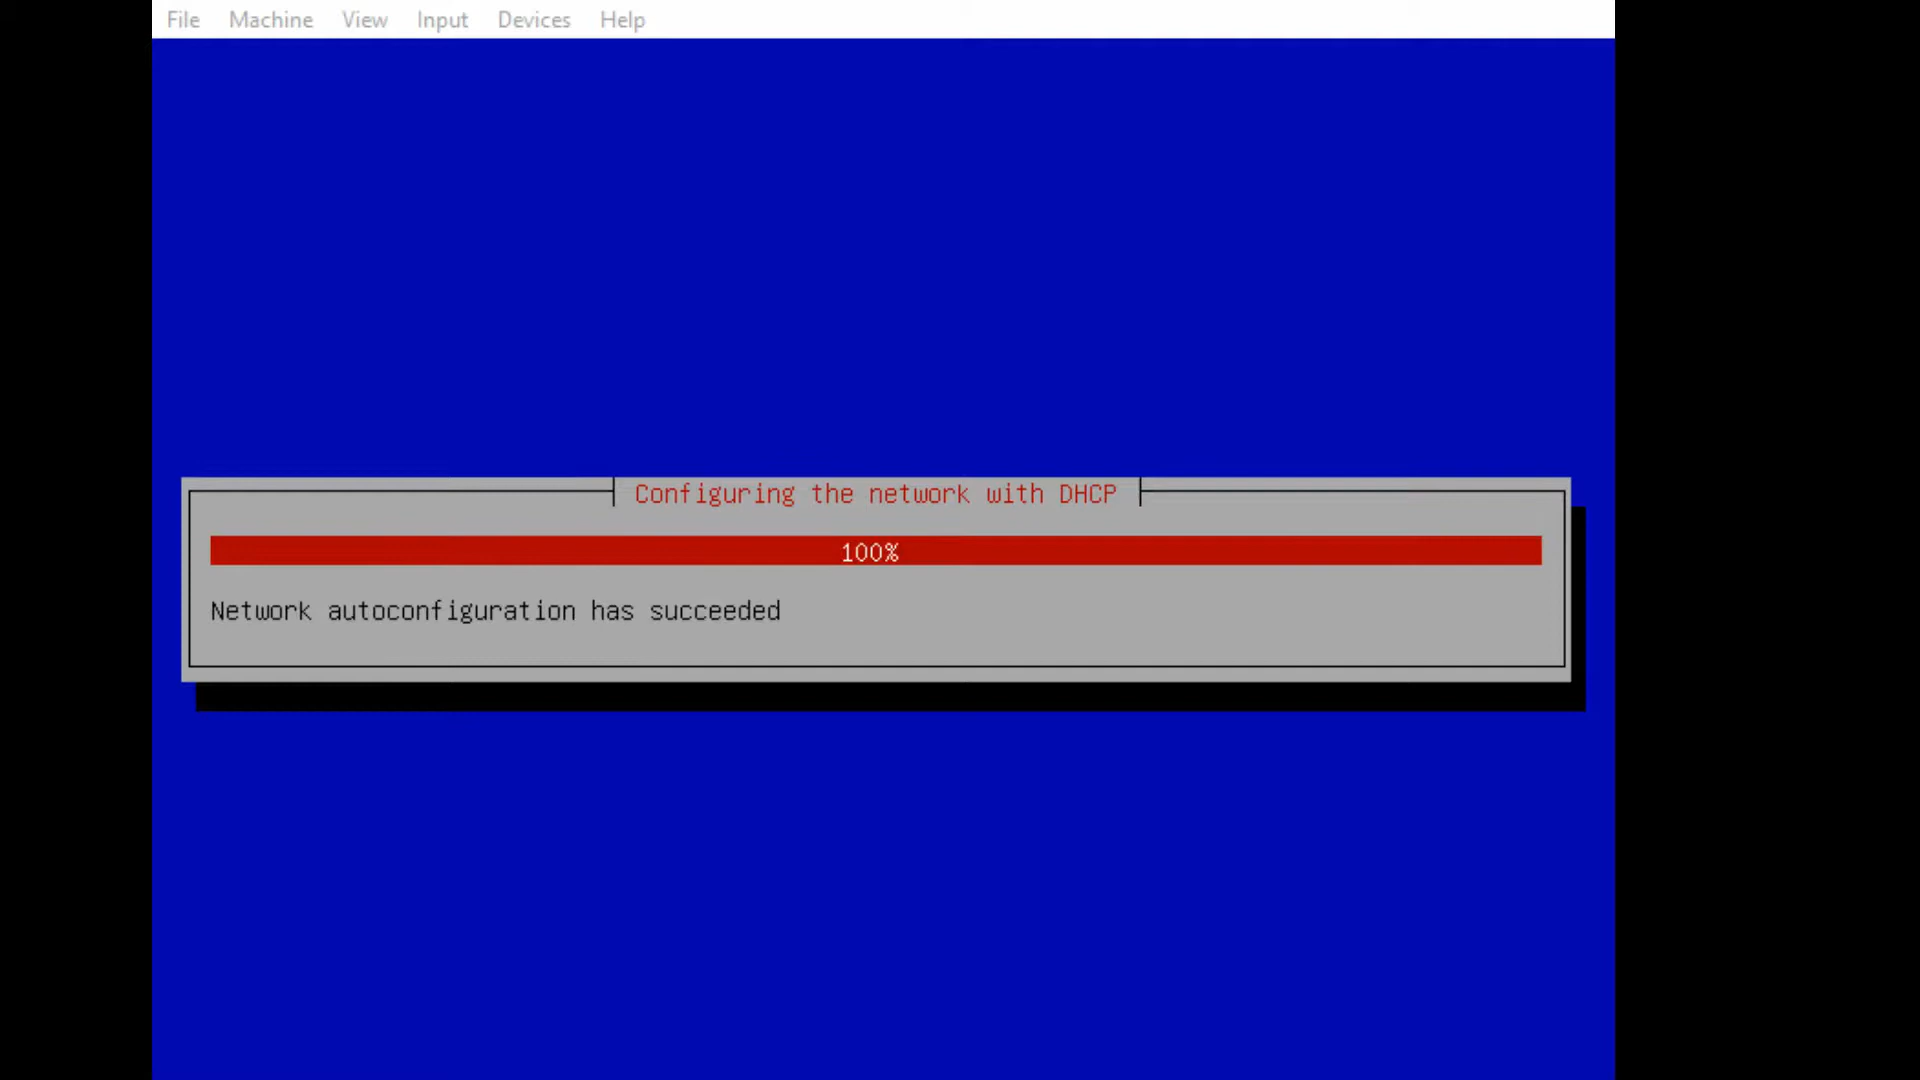 File Machine View Input Devices Help
Configuring the network with DHCP
100%
Network autoconfiguration has succeeded